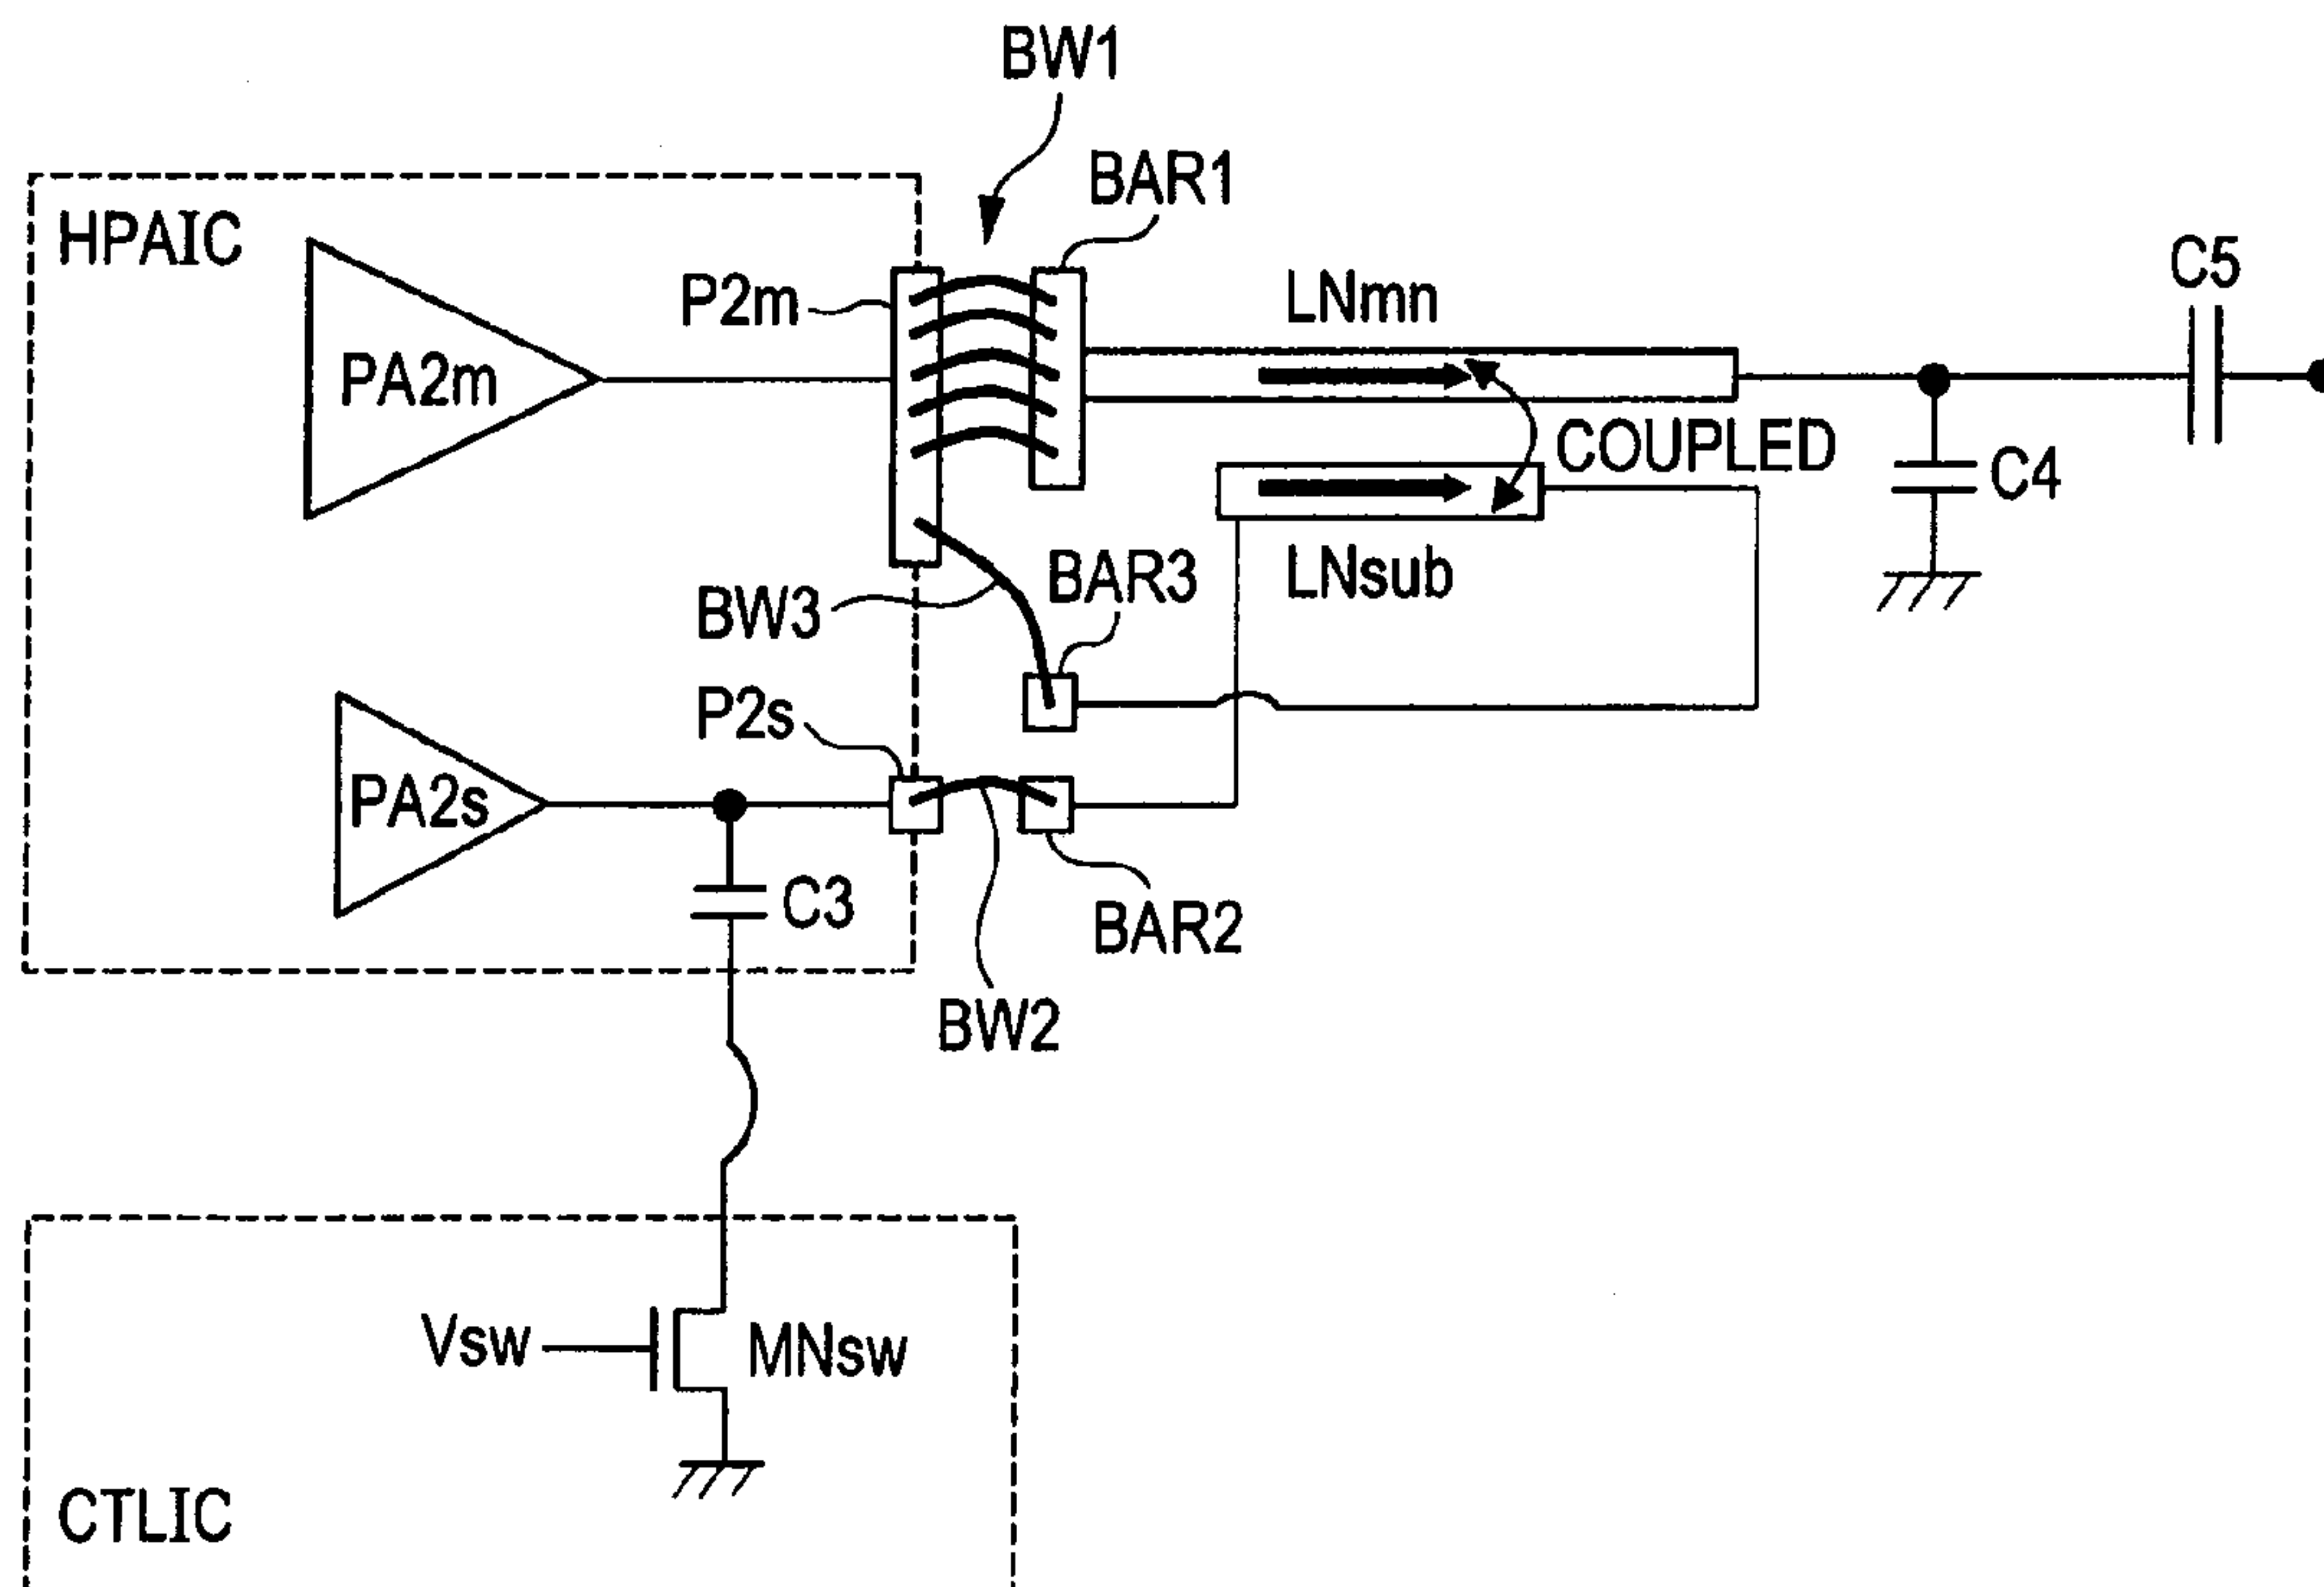 BW1
BAR1
HPAIC
P2m
LNmn
C5
PA2m
COUPLED
C4
BW3
BAR3
LNsub
P2s
PA2s
C3
BAR2
BW2
Vsw
MNsw
CTLIC